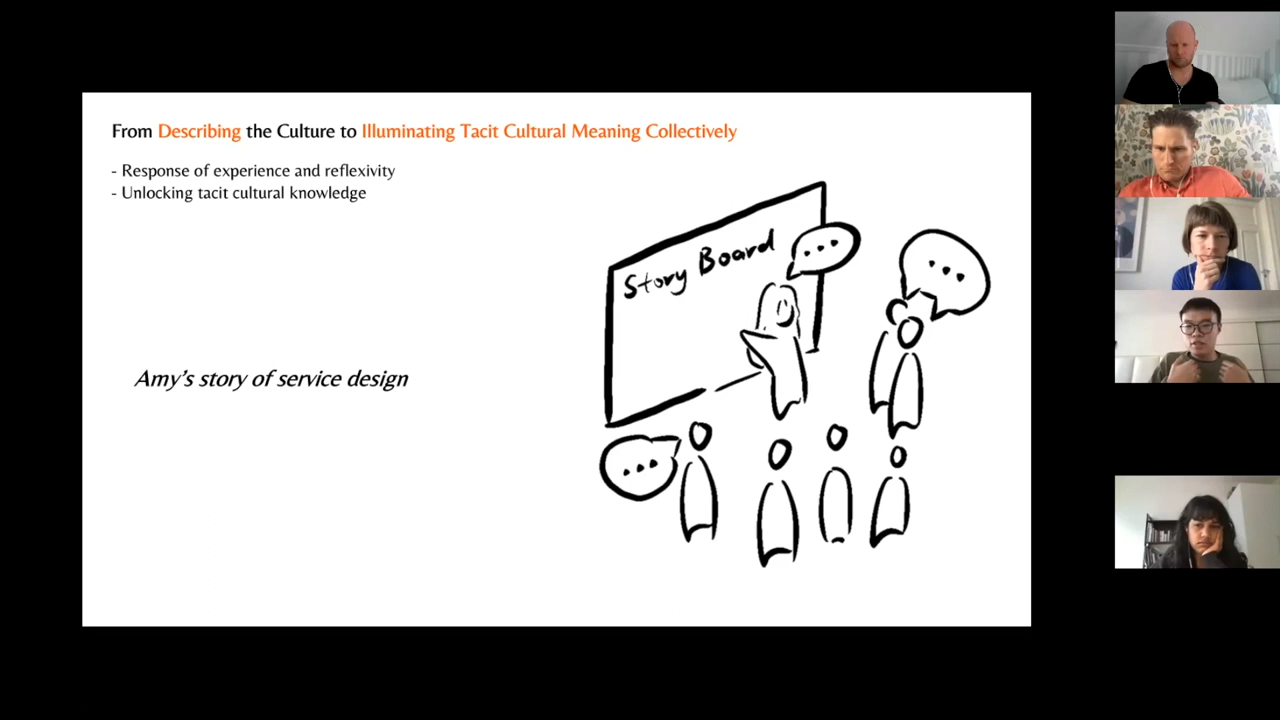 From Describing the Culture to Illuminating Tacit Cultural Meaning Collectively
- Response of experience and reflexivity
- Unlocking tacit cultural knowledge
Story Board
Amy's story of service design